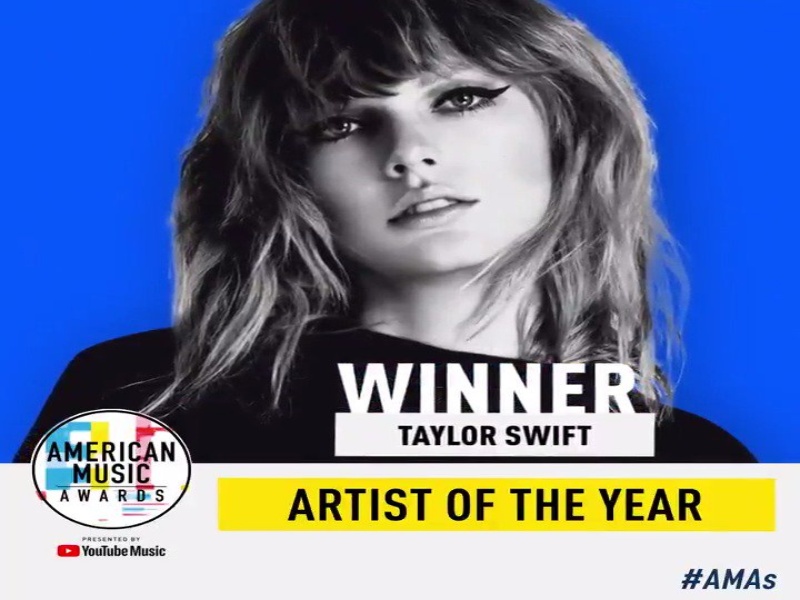 WINNER
TAYLOR SWIFT
AMERICAN
MUSIC
AWARDS
PRESENTED BY
YouTube Music
ARTIST OF THE YEAR
#AMAs